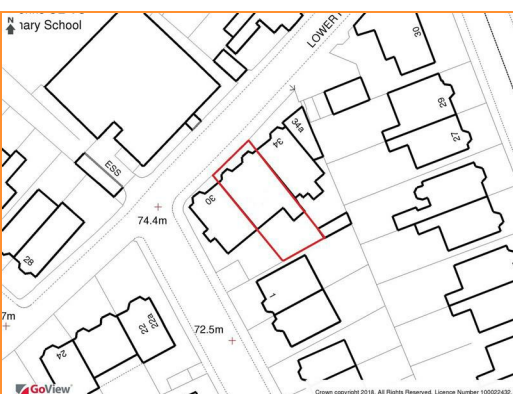 N
nary School
LOWER
30
29
27
34a
34
30
ESS
74.4m
28
1
7m
22a
22
24
72.5m
GoView
Crown copyright 2018. All Rights Reserved. Licence Number 100022432.